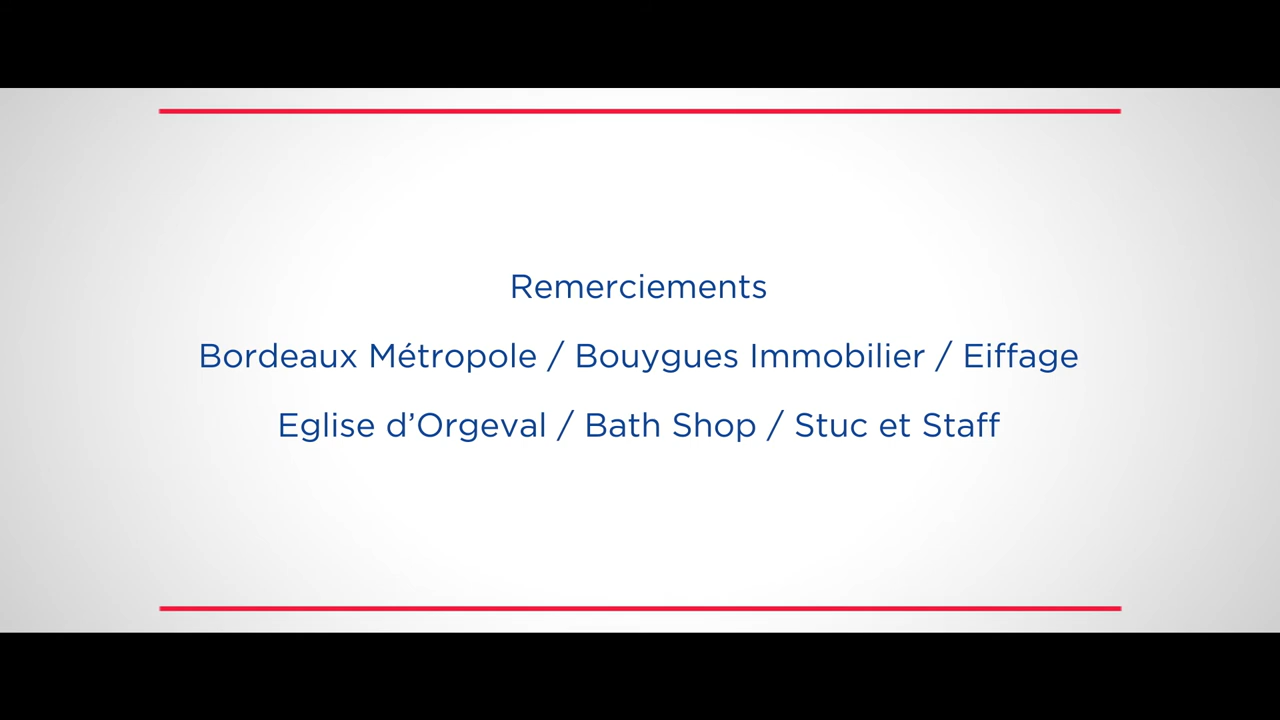 Remerciements
Bordeaux Métropole / Bouygues Immobilier / Eiffage
Eglise d’Orgeval / Bath Shop / Stuc et Staff